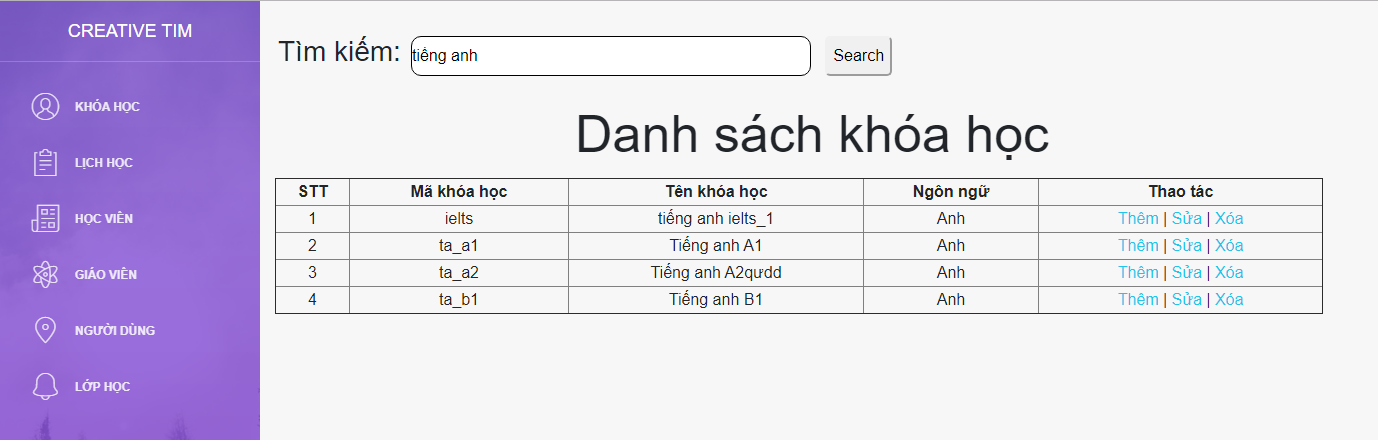 CREATIVE TIM
KHÓA HỌC
LỊCH HỌC
HỌC VIÊN
GIÁO VIÊN
NGƯỜI DÙNG
LỚP HỌC
Tìm kiếm: tiêng anh Search
Danh sách khóa học
STT Mã khóa học Tên khóa học Ngôn ngữ Thao tác
1 ielts tiếng anh ielts_1 Anh Thêm | Sửa | Xóa
2 ta_a1 Tiếng anh A1 Anh Thêm | Sửa | Xóa
3 ta_a2 Tiếng anh A2qưdd Anh Thêm | Sửa | Xóa
4 ta_b1 Tiếng anh B1 Anh Thêm | Sửa | Xóa